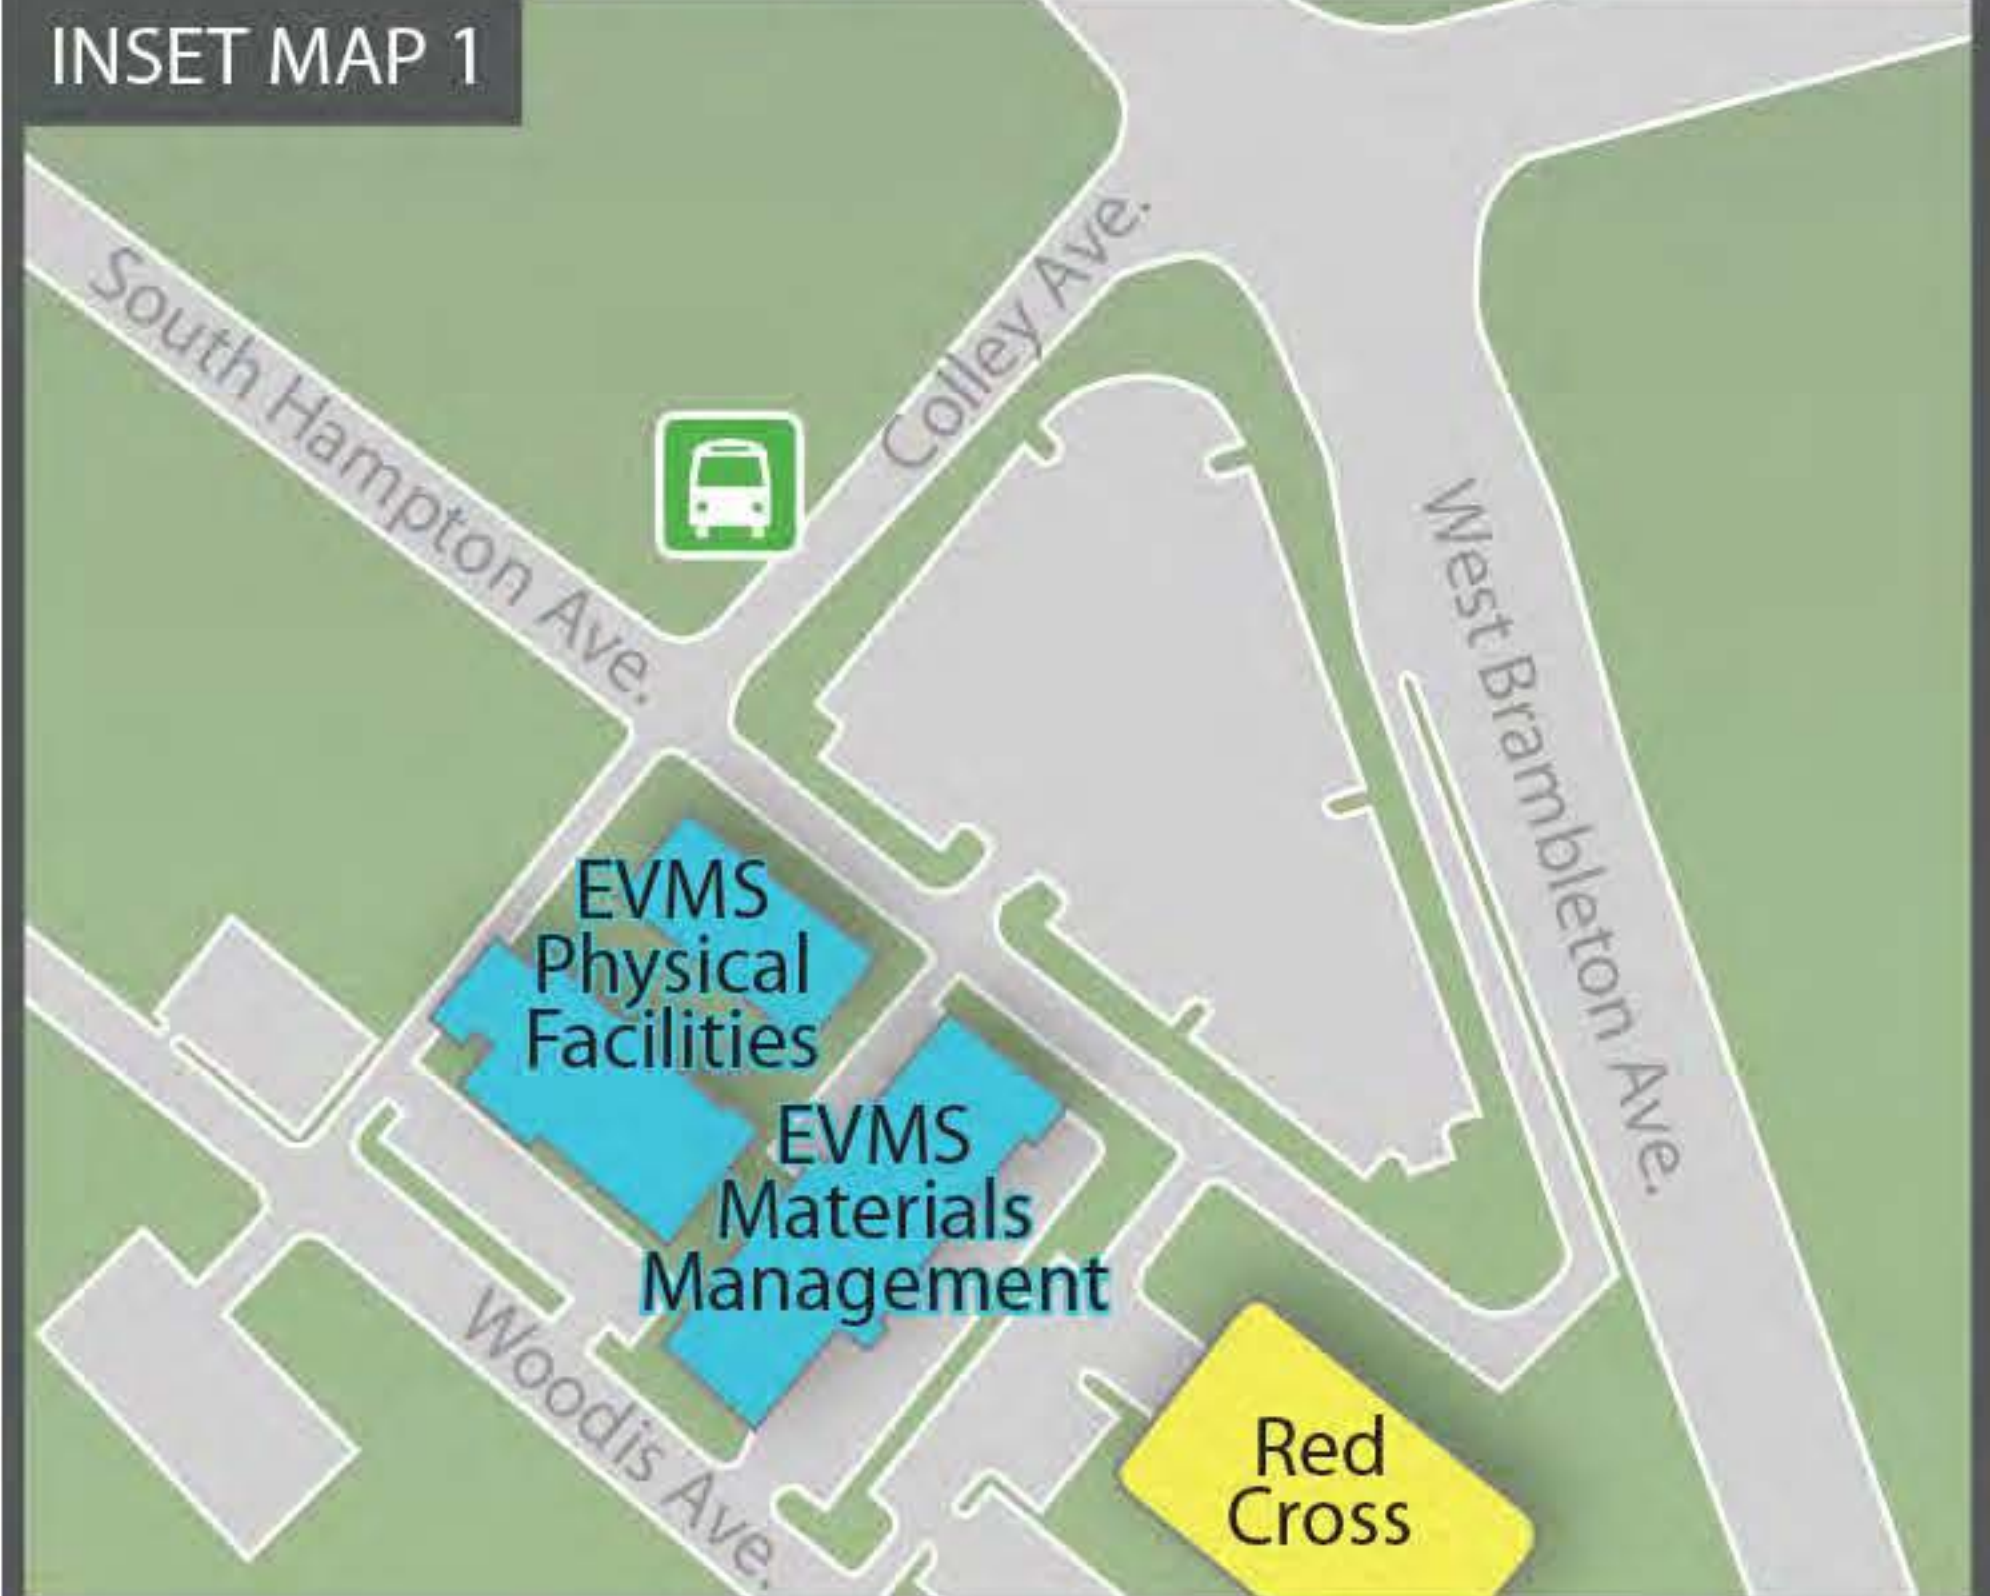 INSET MAP 1
South Hampton Ave.
Colley Ave.
West Brambleton Ave.
EVMS
Physical
Facilities
EVMS
Materials
Management
Woodis Ave.
Red
Cross